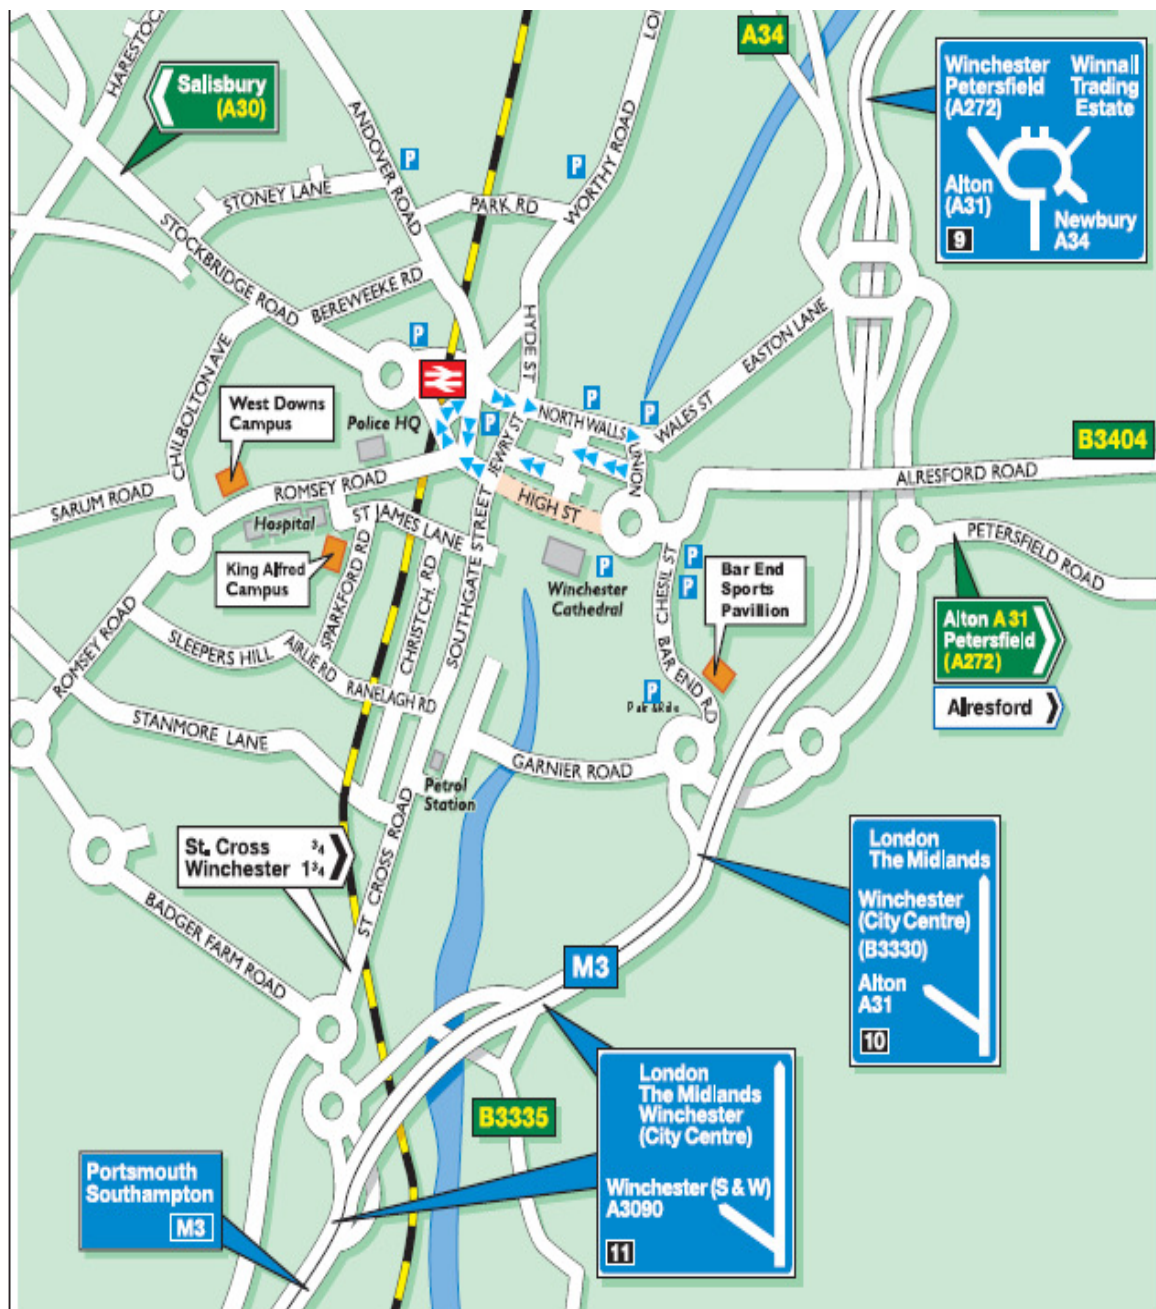 HARESTOCK
LON
A34
Salisbury
(A30)
Winchester
Petersfield
(A272)
Winnall
Trading
Estate
Alton
(A31)
Newbury
A34
9
ANDOVER ROAD
P
P
WORTHY ROAD
STONEY LANE
PARK RD
STOCKBRIDGE ROAD
BEREWEEKE RD
HYDE ST
EASTON LANE
P
CHILBOLTON AVE
West Downs
Campus
Police HQ
P
P
P
NORTH WALLS
WALES ST
JEWRY ST
UNION
B3404
ALRESFORD ROAD
SARUM ROAD
ROMSEY ROAD
HIGH ST
Hospital
ST JAMES LANE
PETERSFIELD ROAD
King Alfred
Campus
SPARKFORD RD
CHRISTCH. RD
SOUTHGATE STREET
Winchester
Cathedral
P
CHESIL ST
P
P
Bar End
Sports
Pavillion
Alton A31
Petersfield
(A272)
Alresford
ROMSEY ROAD
SLEEPERS HILL
AIRLIE RD
RANELAGH RD
BAR END RD
P
STANMORE LANE
GARNIER ROAD
Petrol
Station
St. Cross ¾
Winchester 1¾
ST CROSS ROAD
BADGER FARM ROAD
M3
London
The Midlands
Winchester
(City Centre)
(B3330)
Alton
A31
10
B3335
London
The Midlands
Winchester
(City Centre)
Winchester (S & W)
A3090
11
Portsmouth
Southampton
M3